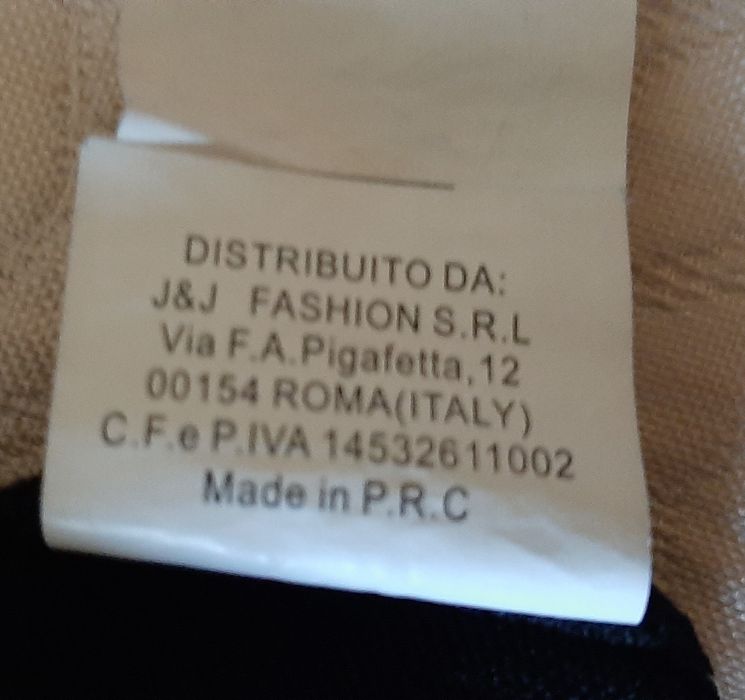 DISTRIBUITO DA:
J&J FASHION S.R.L
Via F.A.Pigafetta,12
00154 ROMA(ITALY)
C.F.e P.IVA 14532611002
Made in P.R.C